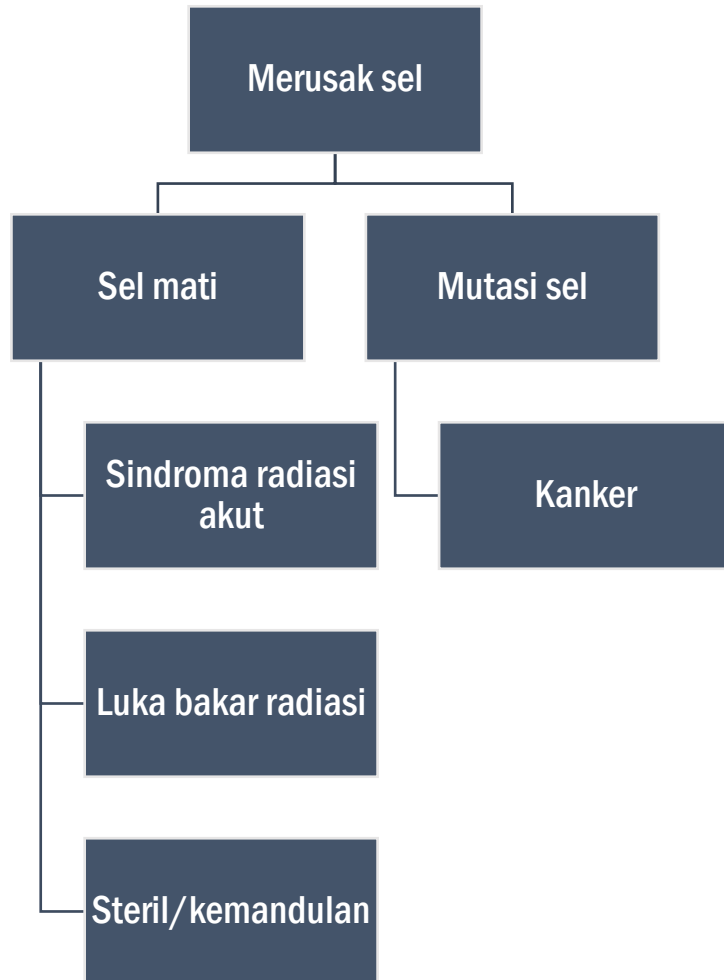 Merusak sel
Sel mati
Mutasi sel
Sindroma radiasi
akut
Kanker
Luka bakar radiasi
Steril/kemandulan